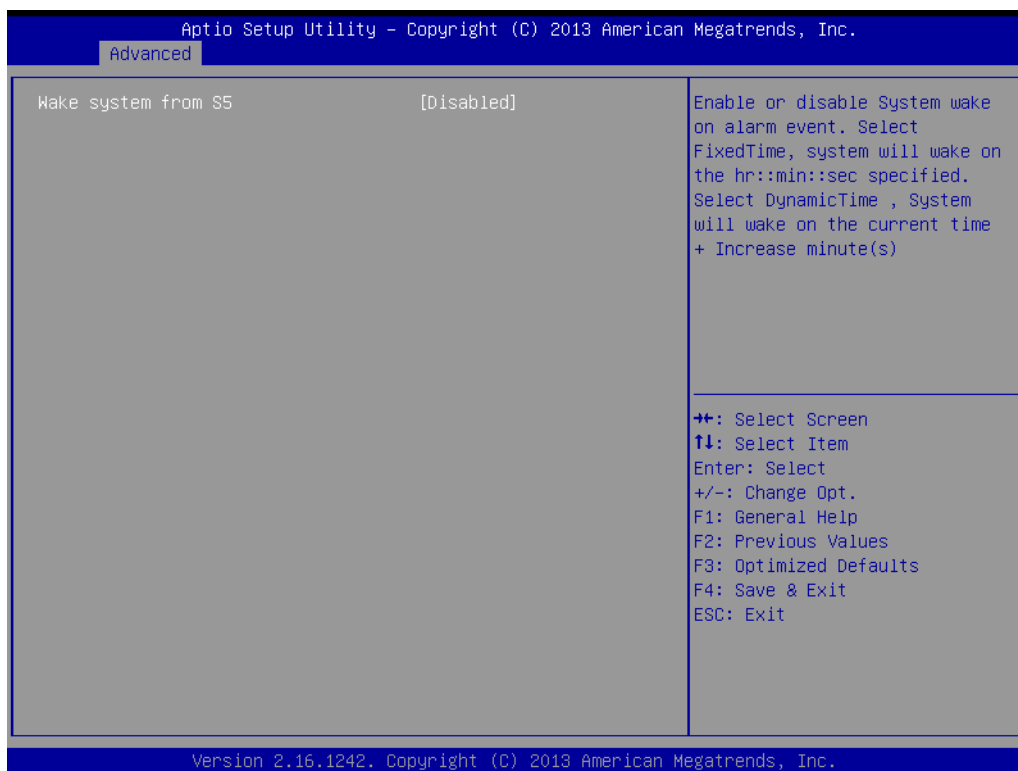 Aptio Setup Utility – Copyright (C) 2013 American Megatrends, Inc.
Advanced
Wake system from S5 [Disabled]
Enable or disable System wake
on alarm event. Select
FixedTime, system will wake on
the hr::min::sec specified.
Select DynamicTime , System
will wake on the current time
+ Increase minute(s)
→←: Select Screen
↑↓: Select Item
Enter: Select
+/-: Change Opt.
F1: General Help
F2: Previous Values
F3: Optimized Defaults
F4: Save & Exit
ESC: Exit
Version 2.16.1242. Copyright (C) 2013 American Megatrends, Inc.